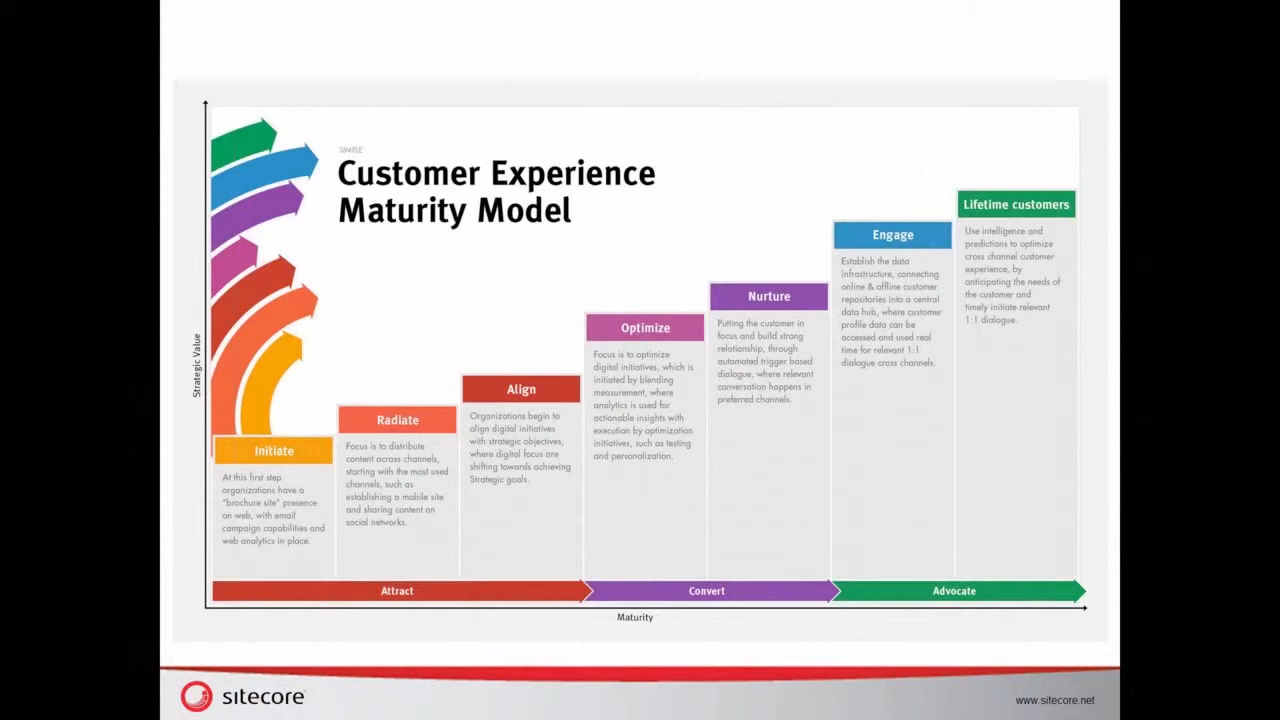 SIMPLE
Customer Experience
Maturity Model
Strategic Value
Initiate
At this first step
organizations have a
"brochure site" presence
on web, with email
campaign capabilities and
web analytics in place.
Radiate
Focus is to distribute
content across channels,
starting with the most used
channels, such as
establishing a mobile site
and sharing content on
social networks.
Align
Organizations begin to
align digital initiatives
with strategic objectives,
where digital focus are
shifting towards achieving
Strategic goals.
Optimize
Focus is to optimize
digital initiatives, which is
initiated by blending
measurement, where
analytics is used for
actionable insights with
execution by optimization
initiatives, such as testing
and personalization.
Nurture
Putting the customer in
focus and build strong
relationship, through
automated trigger based
dialogue, where relevant
conversation happens in
preferred channels.
Engage
Establish the data
infrastructure, connecting
online & offline customer
repositories into a central
data hub, where customer
profile data can be
accessed and used real
time for relevant 1:1
dialogue cross channels.
Lifetime customers
Use intelligence and
predictions to optimize
cross channel customer
experience, by
anticipating the needs of
the customer and
timely initiate relevant
1:1 dialogue.
Attract
Convert
Advocate
Maturity
sitecore
www.sitecore.net